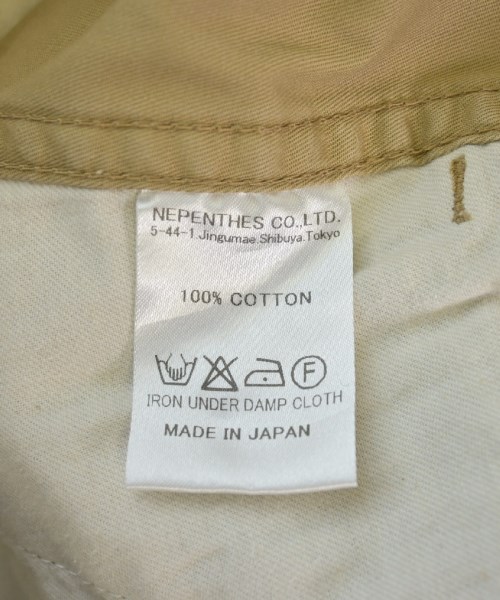 NEPENTHES CO.,LTD.
5-44-1.Jingumae.Shibuya.Tokyo
100% COTTON
F
IRON UNDER DAMP CLOTH
MADE IN JAPAN